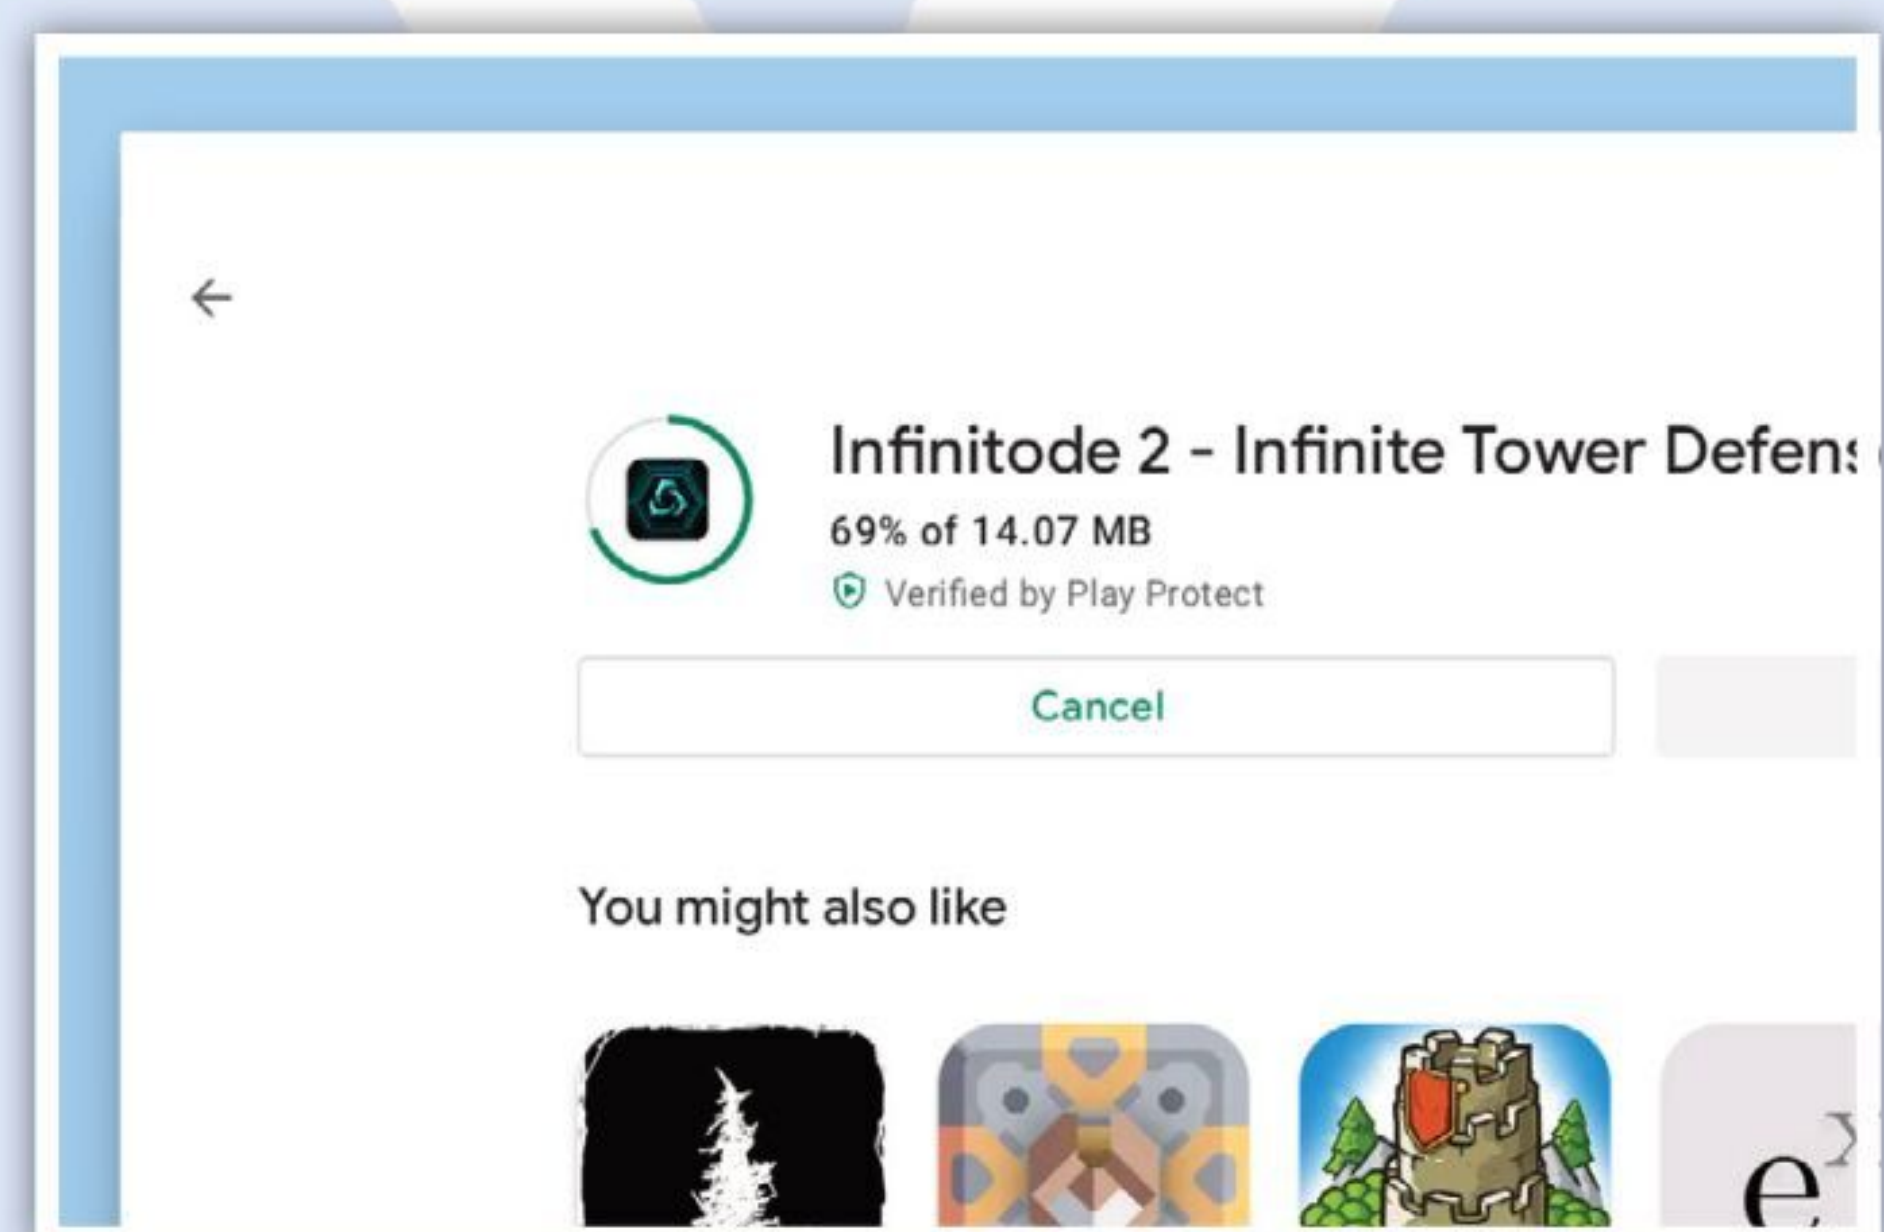 Infinitode 2 - Infinite Tower Defens
69% of 14.07 MB
Verified by Play Protect
Cancel
You might also like
eˣ